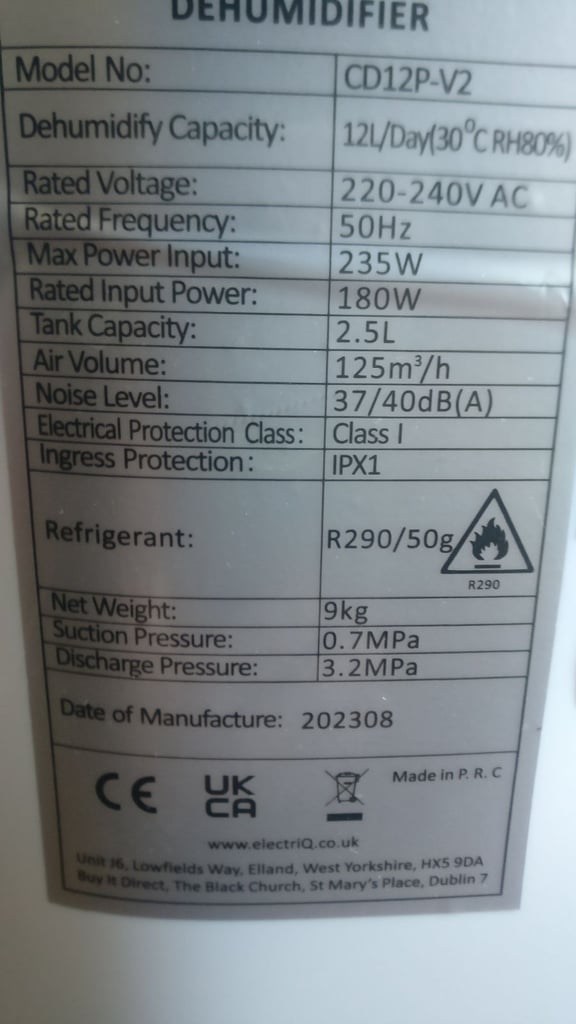 DEHUMIDIFIER
Model No: CD12P-V2
Dehumidify Capacity: 12L/Day(30°C RH80%)
Rated Voltage: 220-240V AC
Rated Frequency: 50Hz
Max Power Input: 235W
Rated Input Power: 180W
Tank Capacity: 2.5L
Air Volume: 125m³/h
Noise Level: 37/40dB(A)
Electrical Protection Class: Class I
Ingress Protection: IPX1
Refrigerant: R290/50g
R290
Net Weight: 9kg
Suction Pressure: 0.7MPa
Discharge Pressure: 3.2MPa
Date of Manufacture: 202308
CE UK CA Made in P. R. C
www.electriQ.co.uk
Unit J6, Lowfields Way, Elland, West Yorkshire, HX5 9DA
Buy It Direct, The Black Church, St Mary's Place, Dublin 7